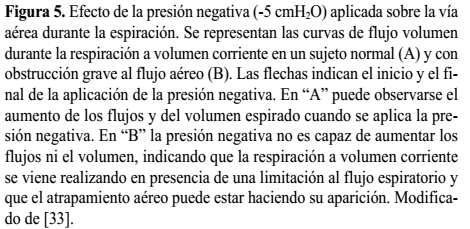 Figura 5. Efecto de la presión negativa (-5 cmH₂O) aplicada sobre la vía
aérea durante la espiración. Se representan las curvas de flujo volumen
durante la respiración a volumen corriente en un sujeto normal (A) y con
obstrucción grave al flujo aéreo (B). Las flechas indican el inicio y el fi-
nal de la aplicación de la presión negativa. En “A” puede observarse el
aumento de los flujos y del volumen espirado cuando se aplica la pre-
sión negativa. En “B” la presión negativa no es capaz de aumentar los
flujos ni el volumen, indicando que la respiración a volumen corriente
se viene realizando en presencia de una limitación al flujo espiratorio y
que el atrapamiento aéreo puede estar haciendo su aparición. Modifica-
do de [33].